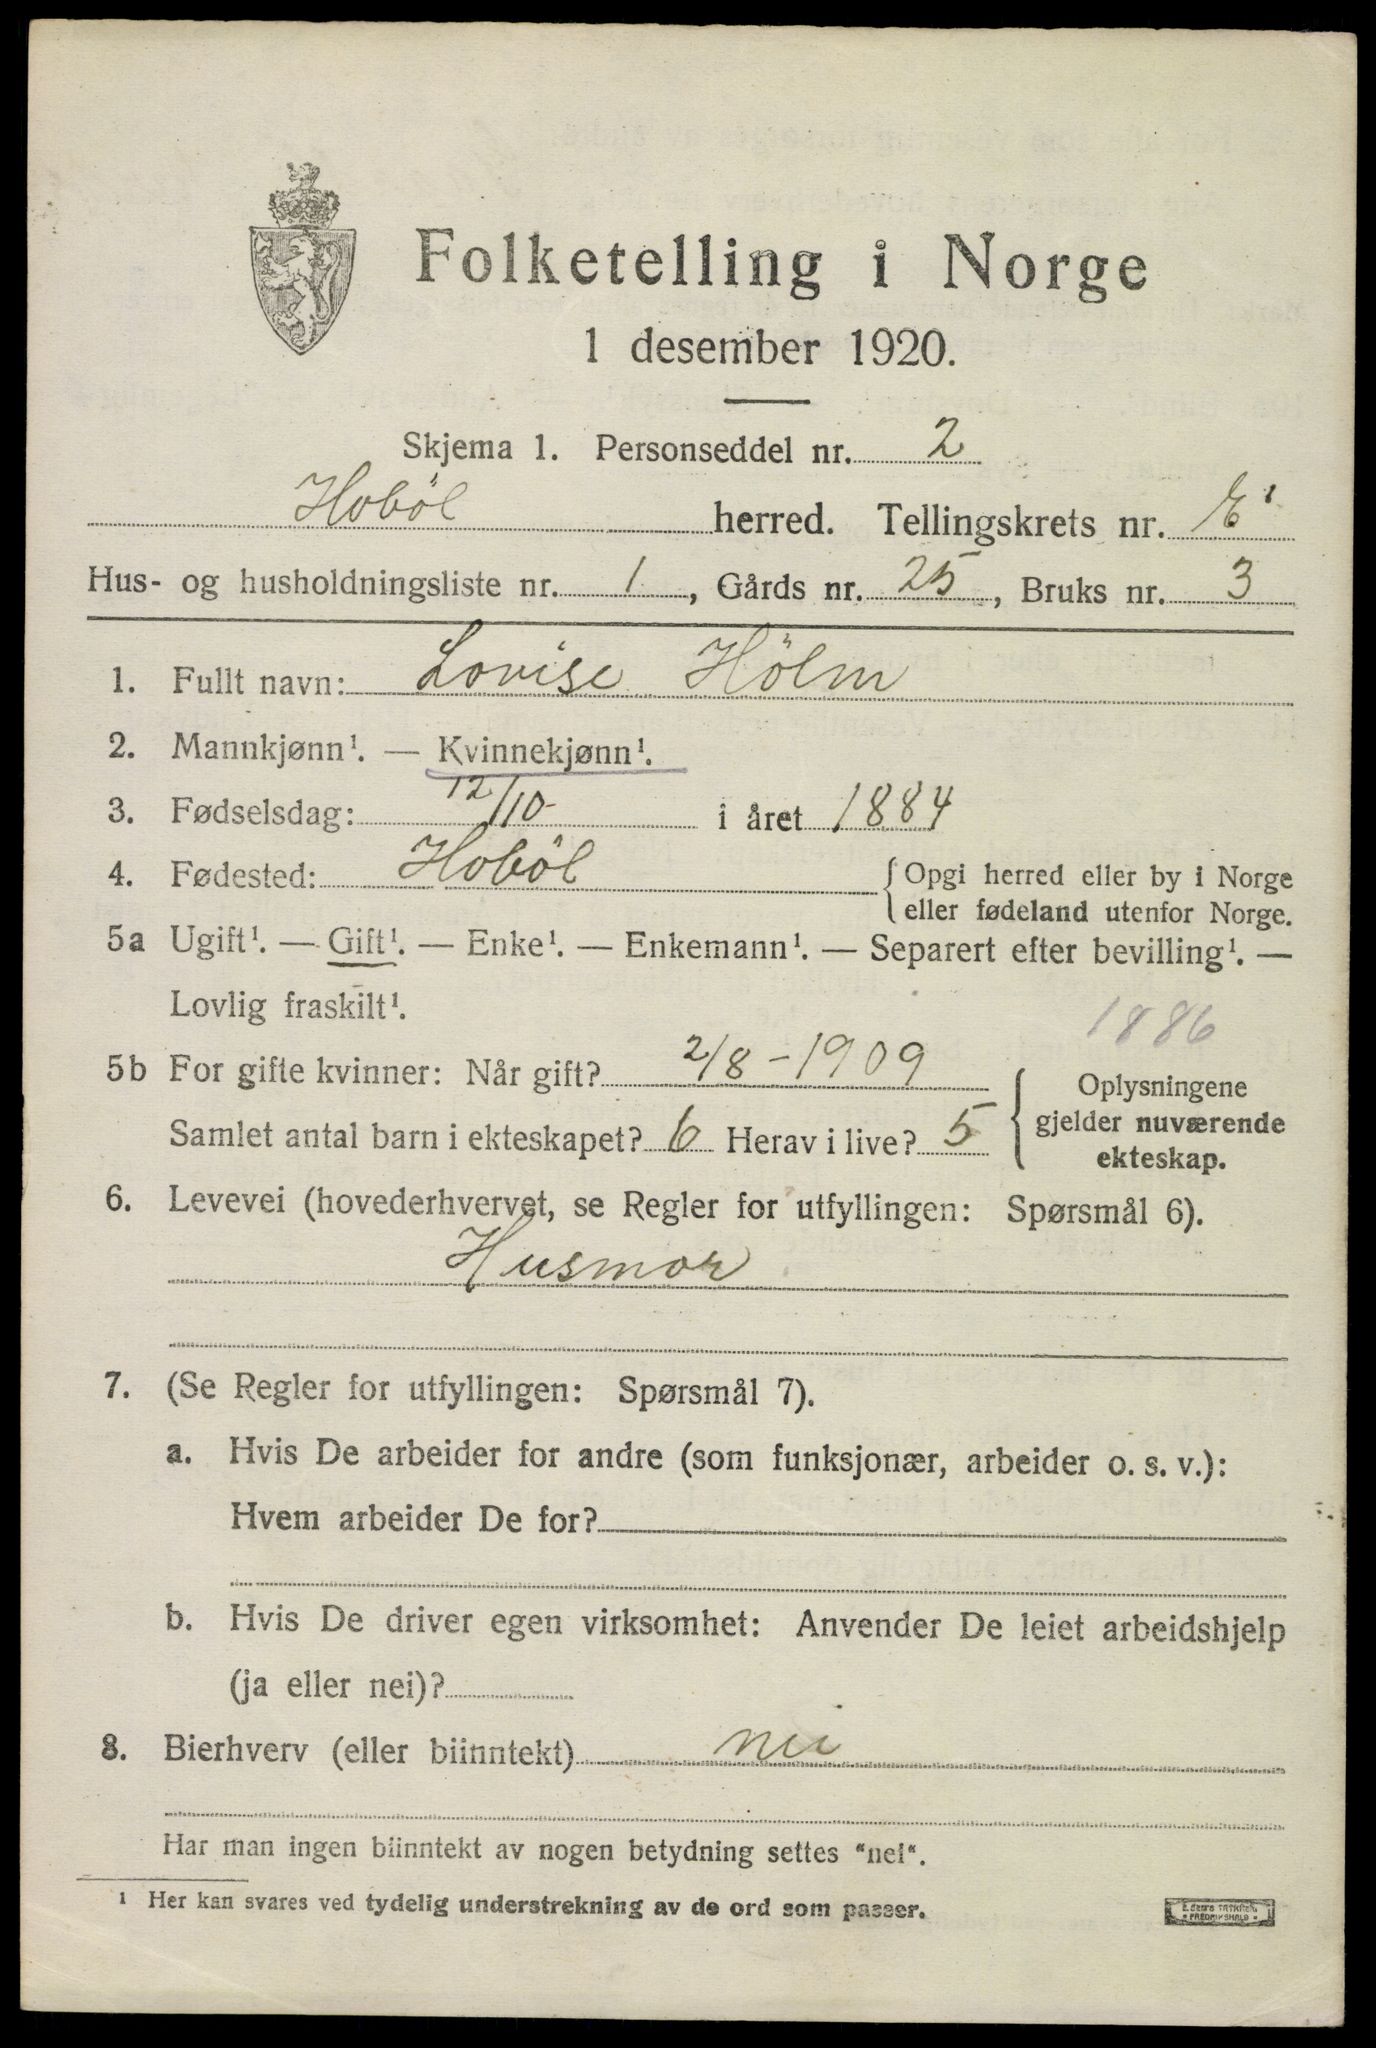 Folketelling i Norge
1 desember 1920.
Skjema 1. Personseddel nr. 2
Hoböl herred. Tellingskrets nr.
Hus- og husholdningsliste nr. 1, Gårds nr. 25, Bruks nr. 3
1. Fullt navn: Lovise Hölm
2. Mannkjønn¹. — Kvinnekjønn¹.
3. Fødselsdag: 12/10 i året 1884
4. Fødested: Hoböl {Opgi herred eller by i Norge
eller fødeland utenfor Norge.
5a Ugift¹. — Gift¹. — Enke¹. — Enkemann¹. — Separert efter bevilling¹. —
Lovlig fraskilt¹.
1886
5b For gifte kvinner: Når gift? 2/8-1909
Samlet antal barn i ekteskapet? 6 Herav i live? 5
{Oplysningene
gjelder nuværende
ekteskap.
6. Levevei (hovederhvervet, se Regler for utfyllingen: Spørsmål 6).
Husmor
7. (Se Regler for utfyllingen: Spørsmål 7).
a. Hvis De arbeider for andre (som funksjonær, arbeider o. s. v.):
Hvem arbeider De for?
b. Hvis De driver egen virksomhet: Anvender De leiet arbeidshjelp
(ja eller nei)?
8. Bierhverv (eller biinntekt) nei
Har man ingen biinntekt av nogen betydning settes "nei".
¹ Her kan svares ved tydelig understrekning av de ord som passer.
FREDRIKSHALD